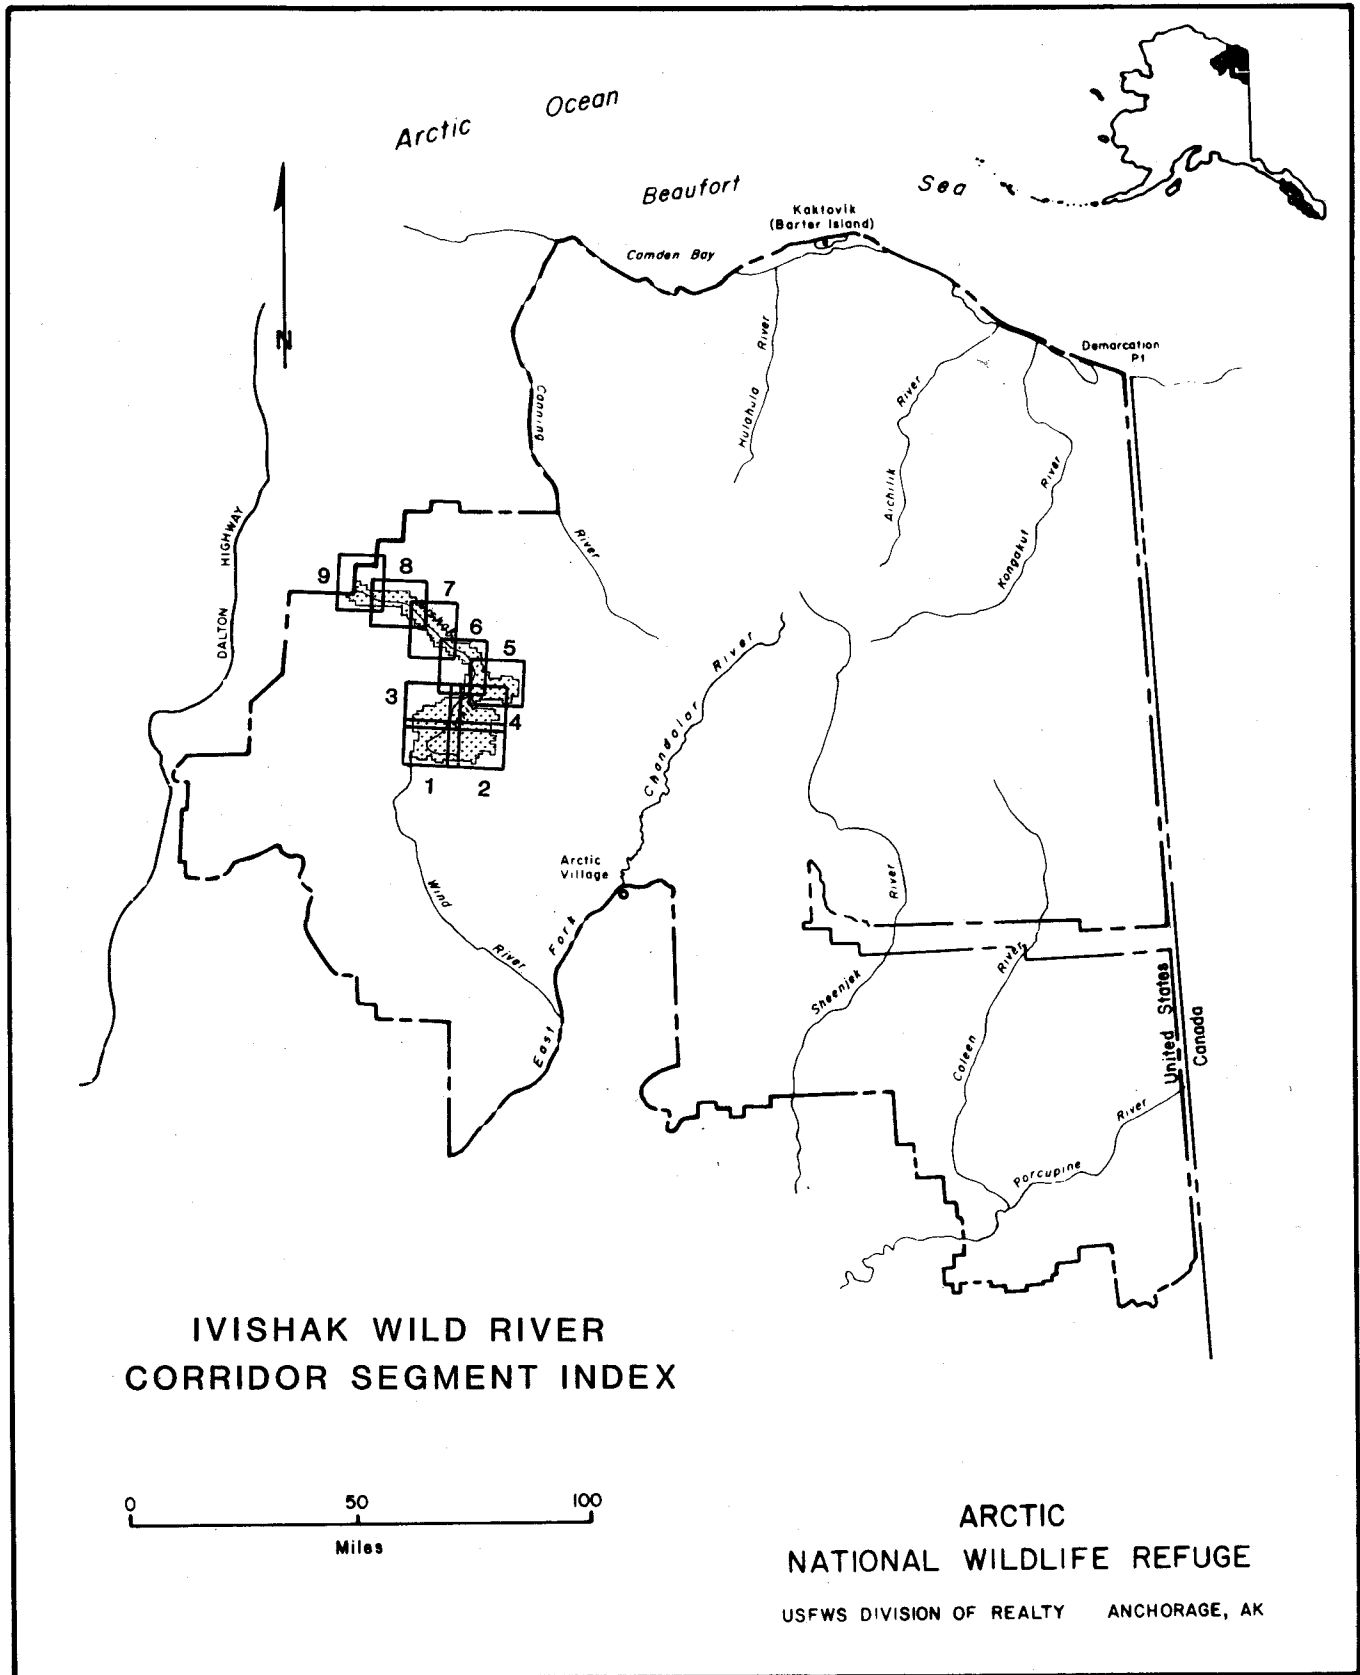 Arctic Ocean
Beaufort Sea
Kaktovik
(Barter Island)
Camden Bay
N
Demarcation
Pt
Canning
River
Hulahula River
Aichilik River
Kongakut River
DALTON HIGHWAY
9
8
7
6
5
3
4
1
2
Chandalar River
Arctic
Village
Wind River
East Fork
Sheenjek River
Coleen River
United States
Canada
Porcupine River
IVISHAK WILD RIVER
CORRIDOR SEGMENT INDEX
0 50 100
Miles
ARCTIC
NATIONAL WILDLIFE REFUGE
USFWS DIVISION OF REALTY ANCHORAGE, AK